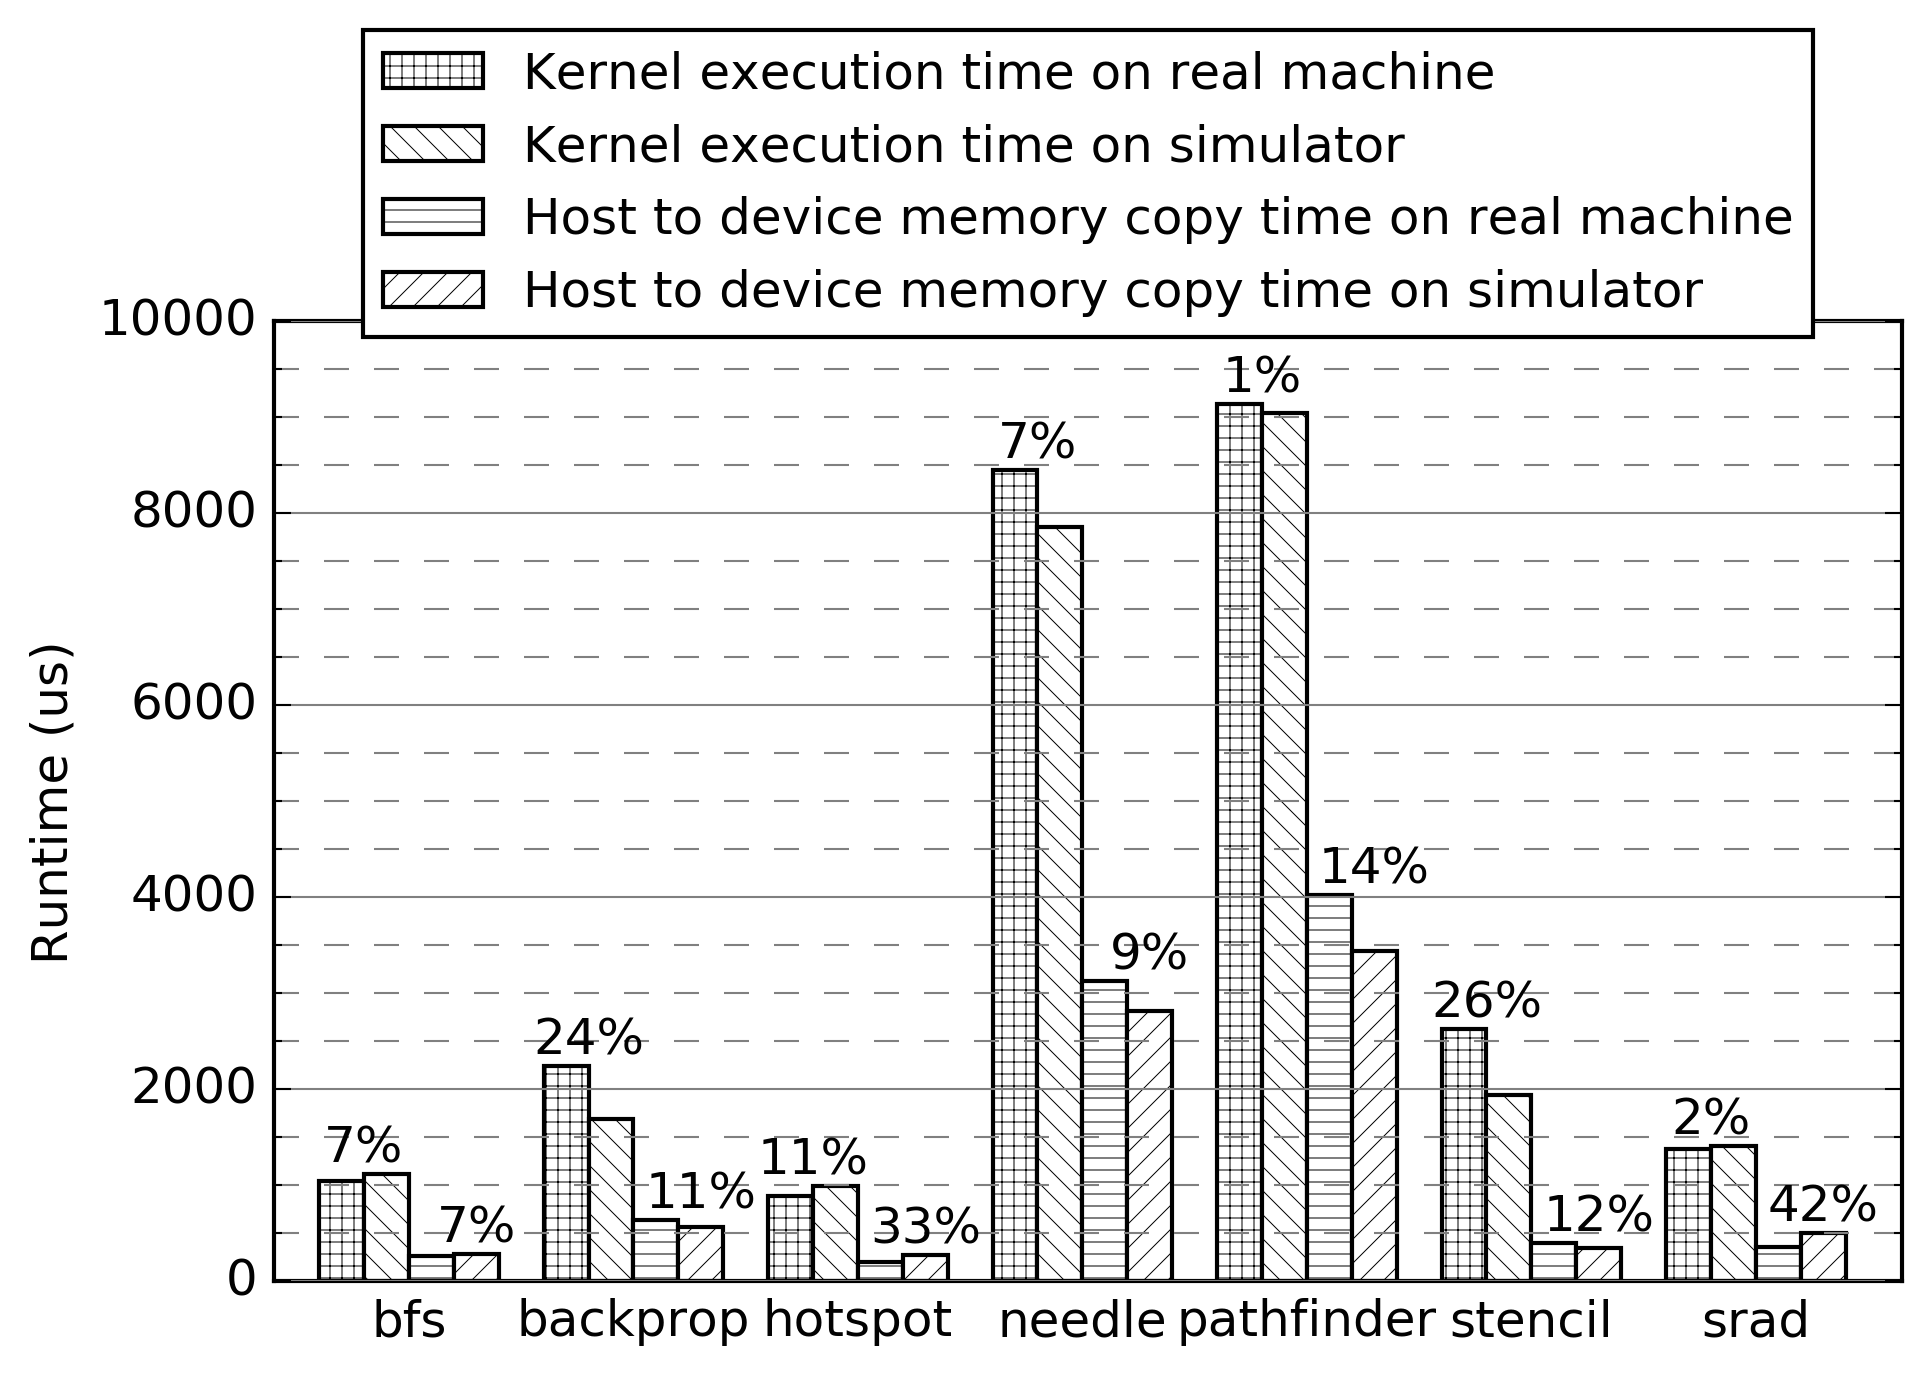 Kernel execution time on real machine
Kernel execution time on simulator
Host to device memory copy time on real machine
Host to device memory copy time on simulator
10000
8000
6000
4000
2000
0
Runtime (us)
7%
7%
24%
11%
11%
33%
7%
9%
1%
14%
26%
12%
2%
42%
bfs
backprop
hotspot
needle
pathfinder
stencil
srad